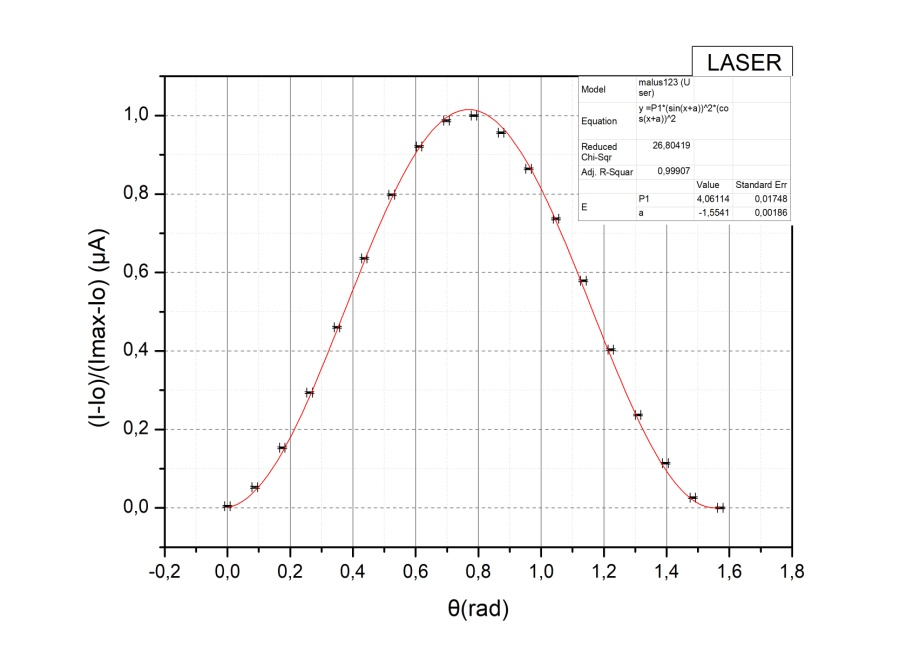 LASER
Model malus123 (U
ser)
Equation y =P1*(sin(x+a))^2*(co
s(x+a))^2
Reduced
Chi-Sqr 26,80419
Adj. R-Squar 0,99907
Value Standard Err
E P1 4,06114 0,01748
a -1,5541 0,00186
(I-Io)/(Imax-Io) (µA)
1,0
0,8
0,6
0,4
0,2
0,0
-0,2 0,0 0,2 0,4 0,6 0,8 1,0 1,2 1,4 1,6 1,8
θ(rad)